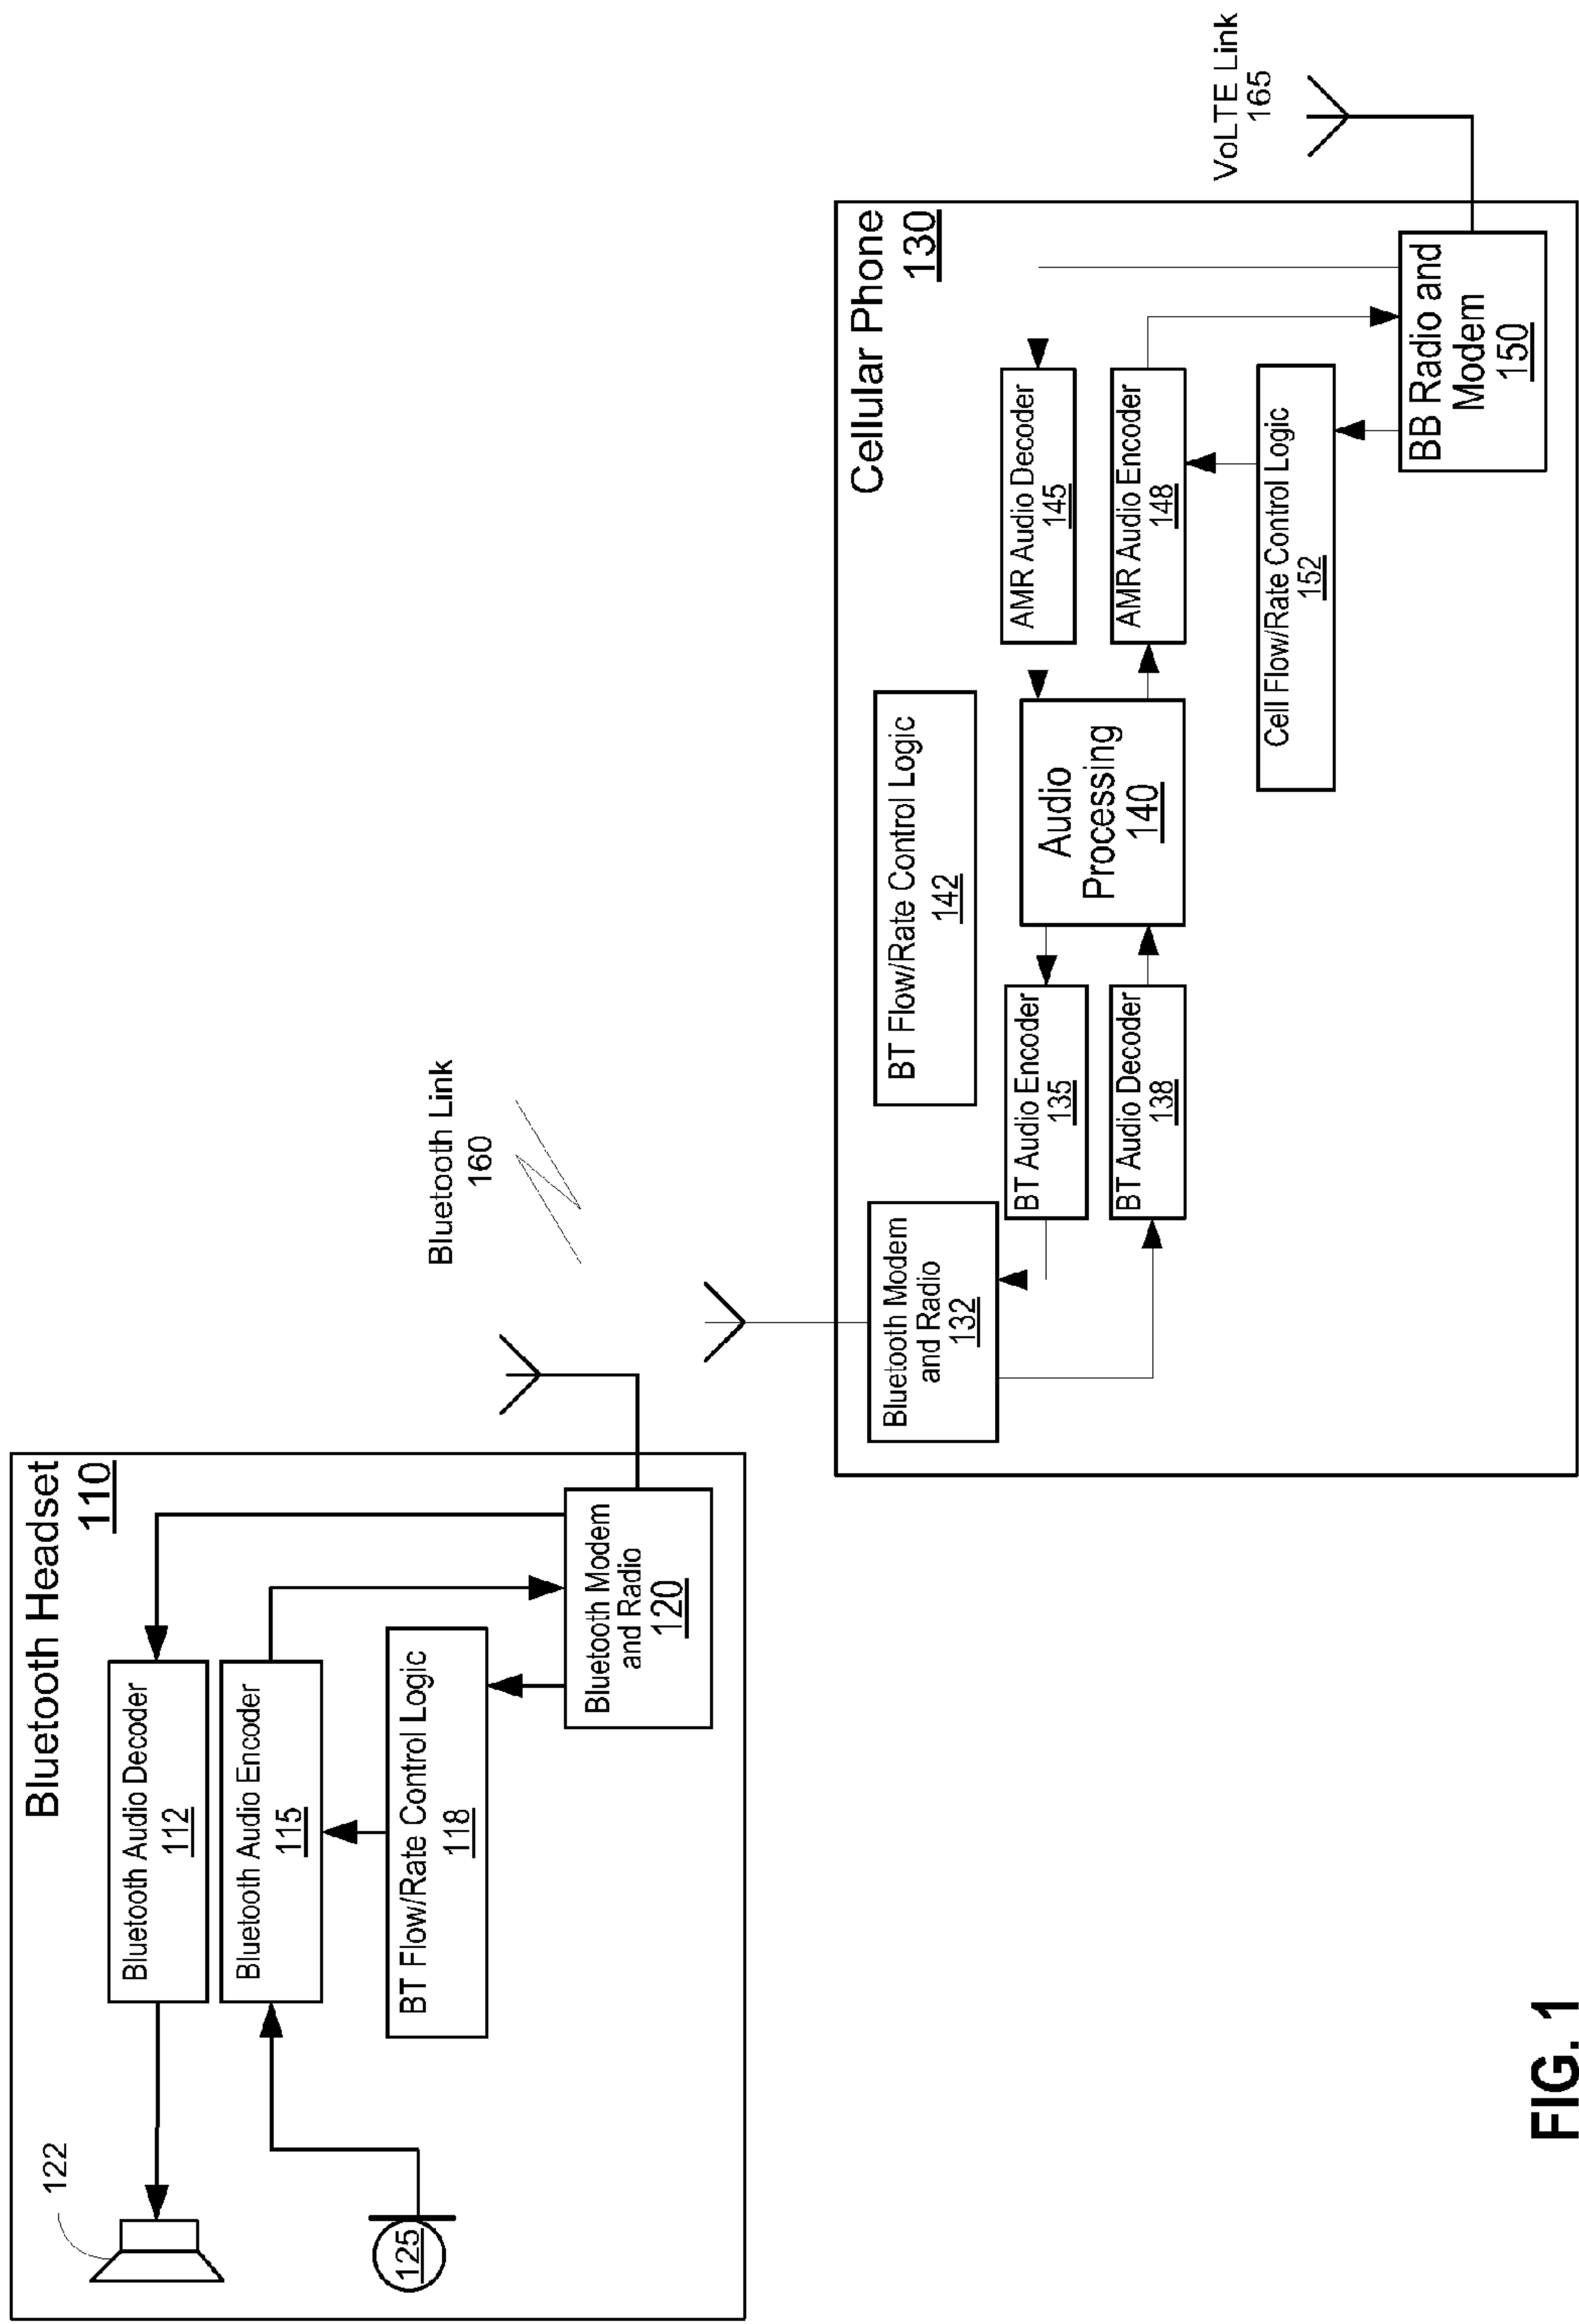 Bluetooth Headset
110
122
Bluetooth Audio Decoder
112
Bluetooth Audio Encoder
115
125
BT Flow/Rate Control Logic
118
Bluetooth Modem
and Radio
120
Bluetooth Link
160
Cellular Phone
130
Bluetooth Modem
and Radio
132
BT Flow/Rate Control Logic
142
BT Audio Encoder
135
BT Audio Decoder
138
Audio
Processing
140
AMR Audio Decoder
145
AMR Audio Encoder
148
Cell Flow/Rate Control Logic
152
BB Radio and
Modem
150
VoLTE Link
165
FIG. 1